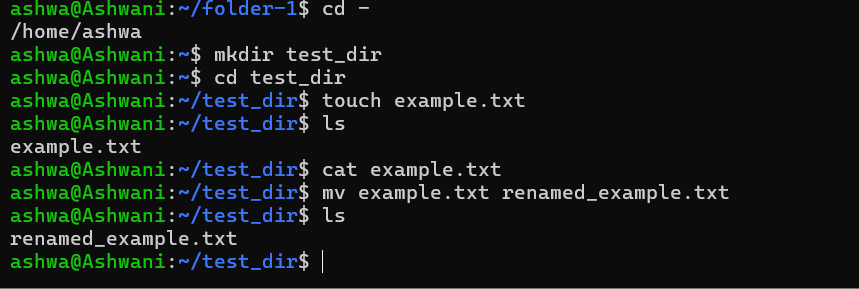 ashwa@Ashwani:~/folder-1$ cd -
/home/ashwa
ashwa@Ashwani:~$ mkdir test_dir
ashwa@Ashwani:~$ cd test_dir
ashwa@Ashwani:~/test_dir$ touch example.txt
ashwa@Ashwani:~/test_dir$ ls
example.txt
ashwa@Ashwani:~/test_dir$ cat example.txt
ashwa@Ashwani:~/test_dir$ mv example.txt renamed_example.txt
ashwa@Ashwani:~/test_dir$ ls
renamed_example.txt
ashwa@Ashwani:~/test_dir$